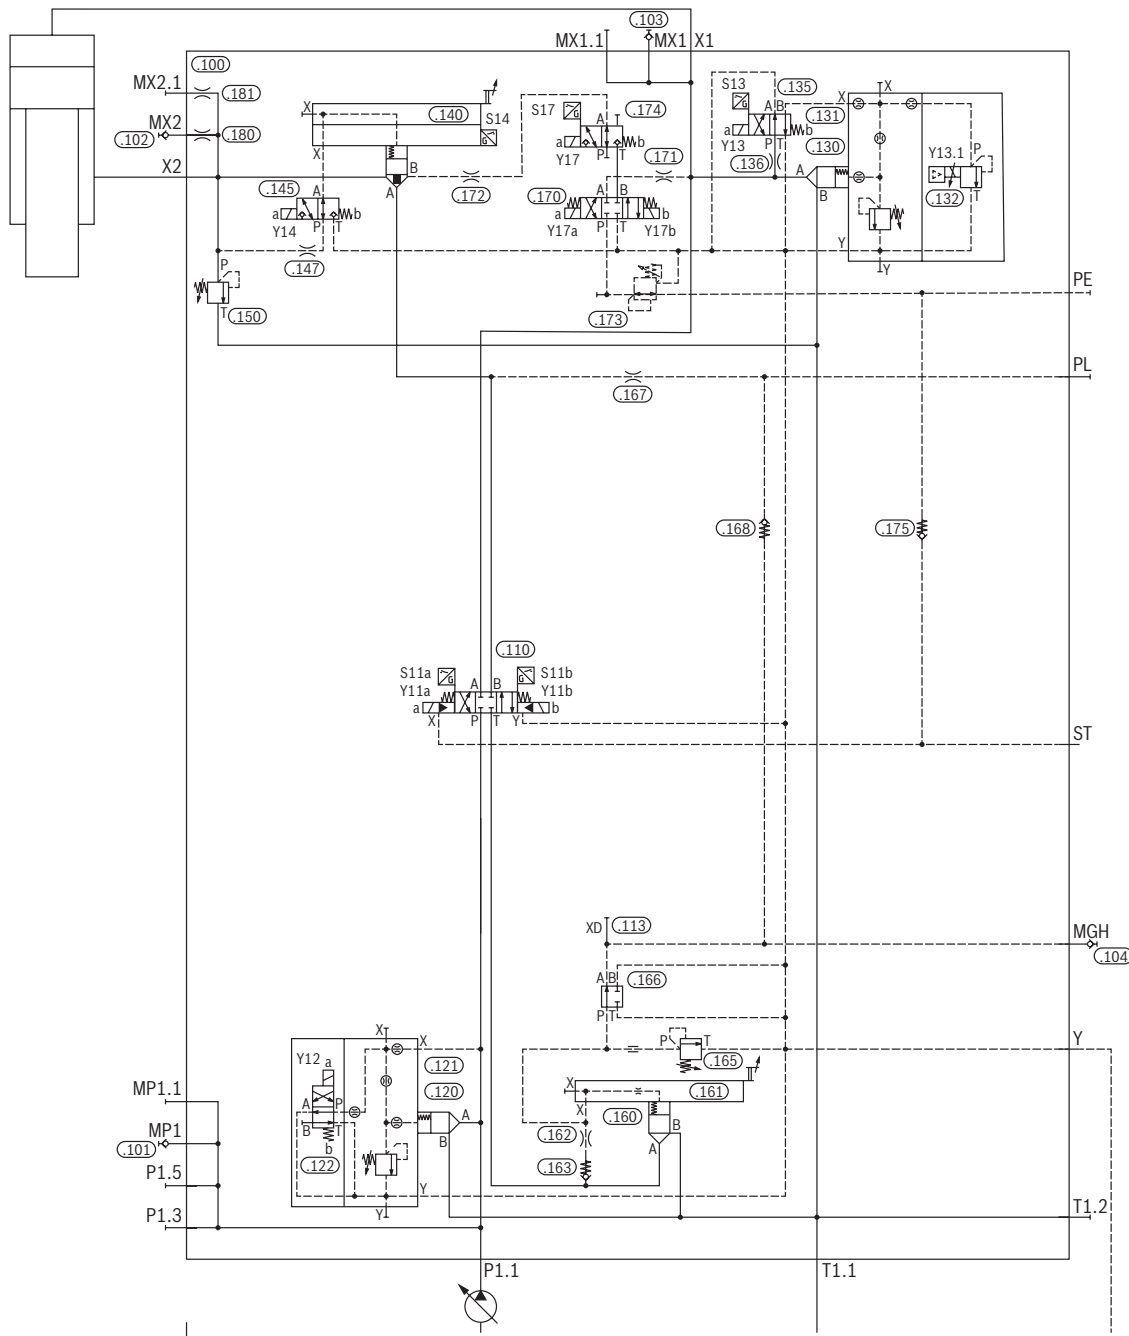 .103
MX1.1 MX1 X1
.100
MX2.1 .181
S13 .135
S17 .174
A B X X
.131
.140 S14
MX2 .180
.102
a Y13 P T b
.130
a Y17 P T b
.136
Y13.1 P
X B
.171
A
X2
.172
.145 A
.170 A B
B
.132 T
a P T b
Y14
A
a P T b
Y17a Y17b
Y
.147
Y
P
T .150
.173
PE
PL
.167
.168 .175
.110
S11a A B S11b
Y11a Y11b
a X P T Y b
ST
XD .113
MGH
.104
A B .166
P T
X X
Y12 a
P T
.165
Y
.121
.120
X .161
MP1.1
A P
A
X .160
B T
B
.162
B
MP1
.101
b
.122
A
.163
P1.5
Y
Y
P1.3
T1.2
P1.1 T1.1